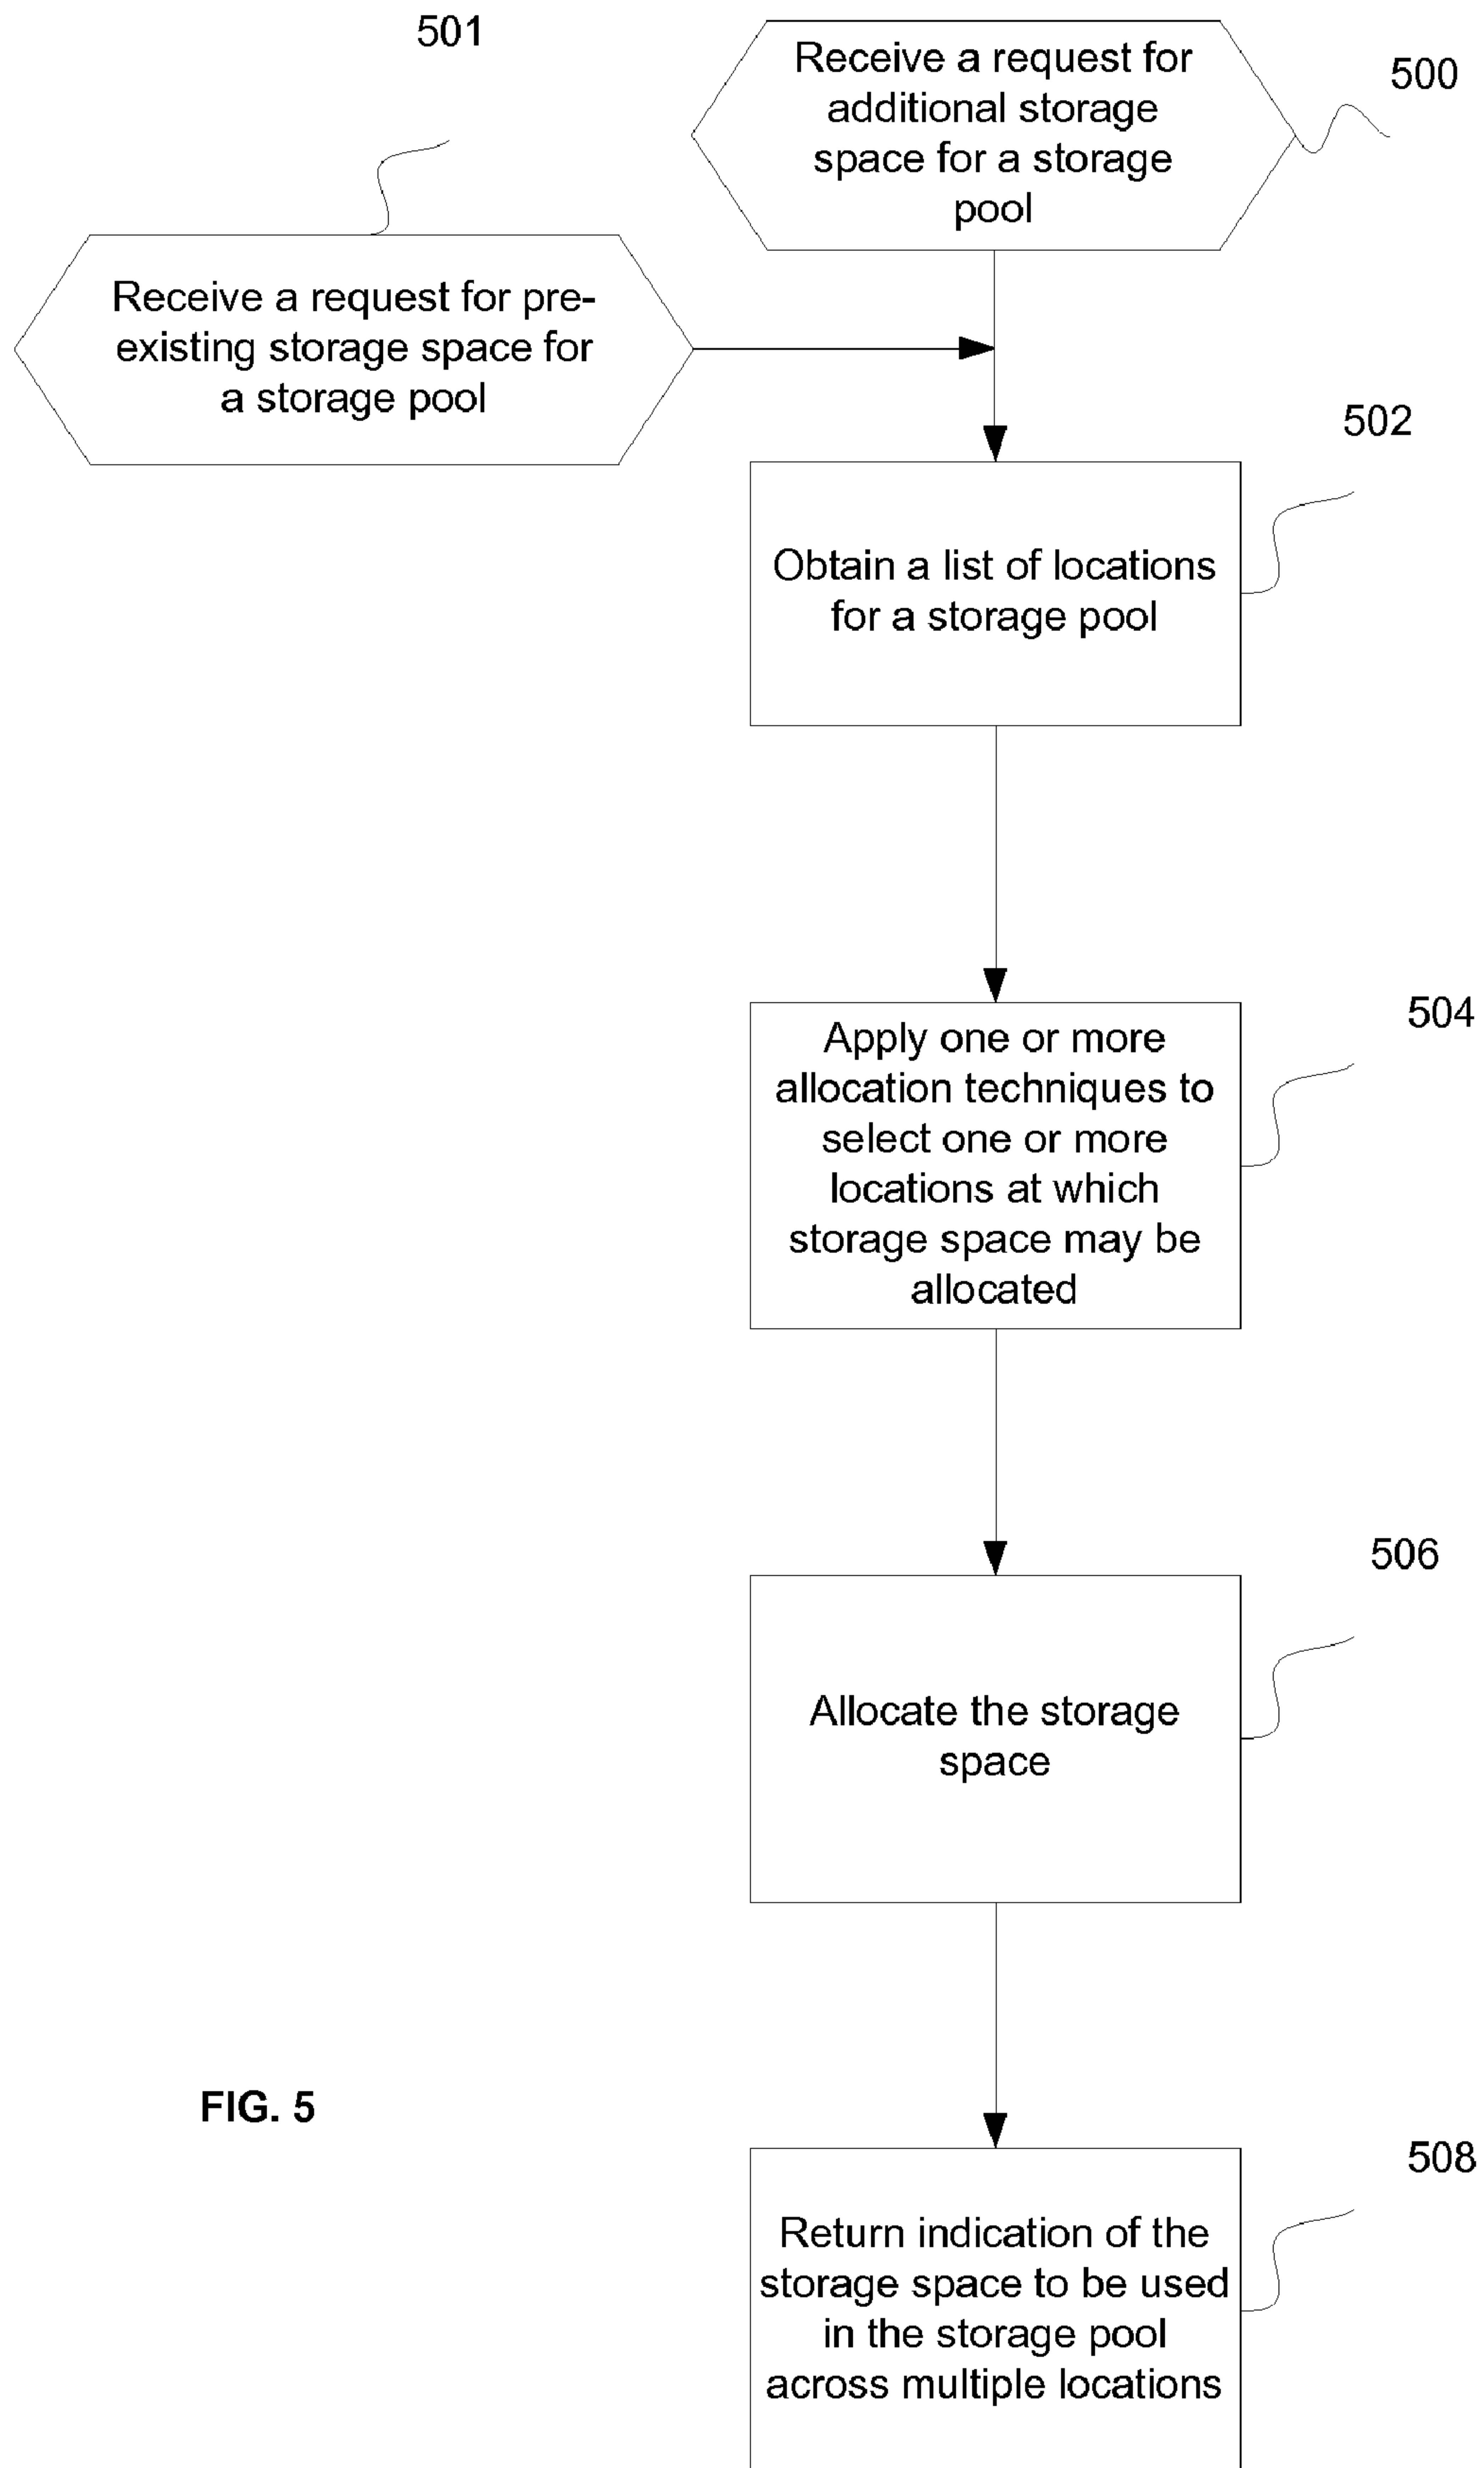 501
Receive a request for
additional storage
space for a storage
pool
500
Receive a request for pre-
existing storage space for
a storage pool
502
Obtain a list of locations
for a storage pool
504
Apply one or more
allocation techniques to
select one or more
locations at which
storage space may be
allocated
506
Allocate the storage
space
FIG. 5
508
Return indication of the
storage space to be used
in the storage pool
across multiple locations